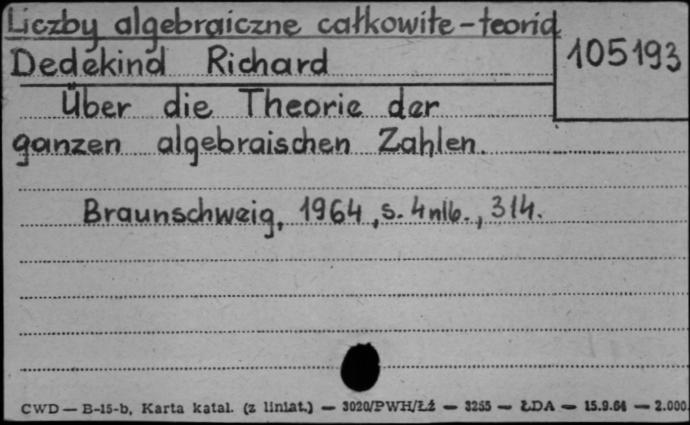 Liczby algebraiczne całkowite-teoria
105193
Dedekind Richard
Über die Theorie der
ganzen algebraischen Zahlen.
Braunschweig, 1964, s. 4nlb., 314.
CWD — B-15-b, Karta katal. (z liniat.) — 3020/PWH/Łź — 3255 — ŁDA — 15.9.64 — 2.000.